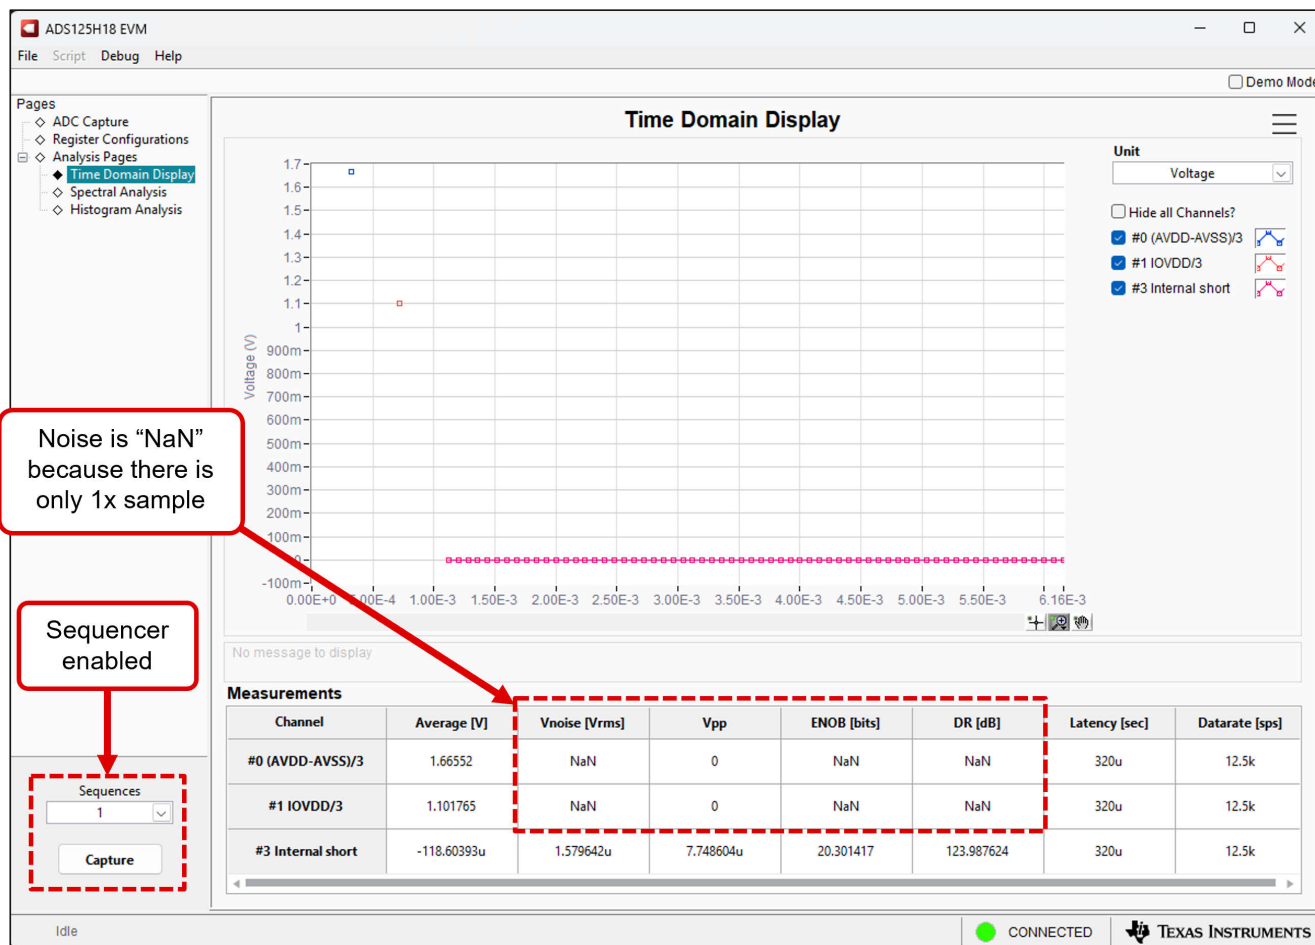 ADS125H18 EVM
File Script Debug Help
Demo Mode
Pages
ADC Capture
Register Configurations
Analysis Pages
Time Domain Display
Spectral Analysis
Histogram Analysis
Time Domain Display
Unit
Voltage
Hide all Channels?
#0 (AVDD-AVSS)/3
#1 IOVDD/3
#3 Internal short
Voltage (V)
1.7
1.6
1.5
1.4
1.3
1.2
1.1
1
900m
800m
700m
600m
500m
400m
300m
200m
100m
0
-100m
0.00E+0 5.00E-4 1.00E-3 1.50E-3 2.00E-3 2.50E-3 3.00E-3 3.50E-3 4.00E-3 4.50E-3 5.00E-3 5.50E-3 6.16E-3
Noise is “NaN”
because there is
only 1x sample
Sequencer
enabled
No message to display
Measurements
Channel Average [V] Vnoise [Vrms] Vpp ENOB [bits] DR [dB] Latency [sec] Datarate [sps]
#0 (AVDD-AVSS)/3 1.66552 NaN 0 NaN NaN 320u 12.5k
#1 IOVDD/3 1.101765 NaN 0 NaN NaN 320u 12.5k
#3 Internal short -118.60393u 1.579642u 7.748604u 20.301417 123.987624 320u 12.5k
Sequences
1
Capture
Idle
CONNECTED
TEXAS INSTRUMENTS